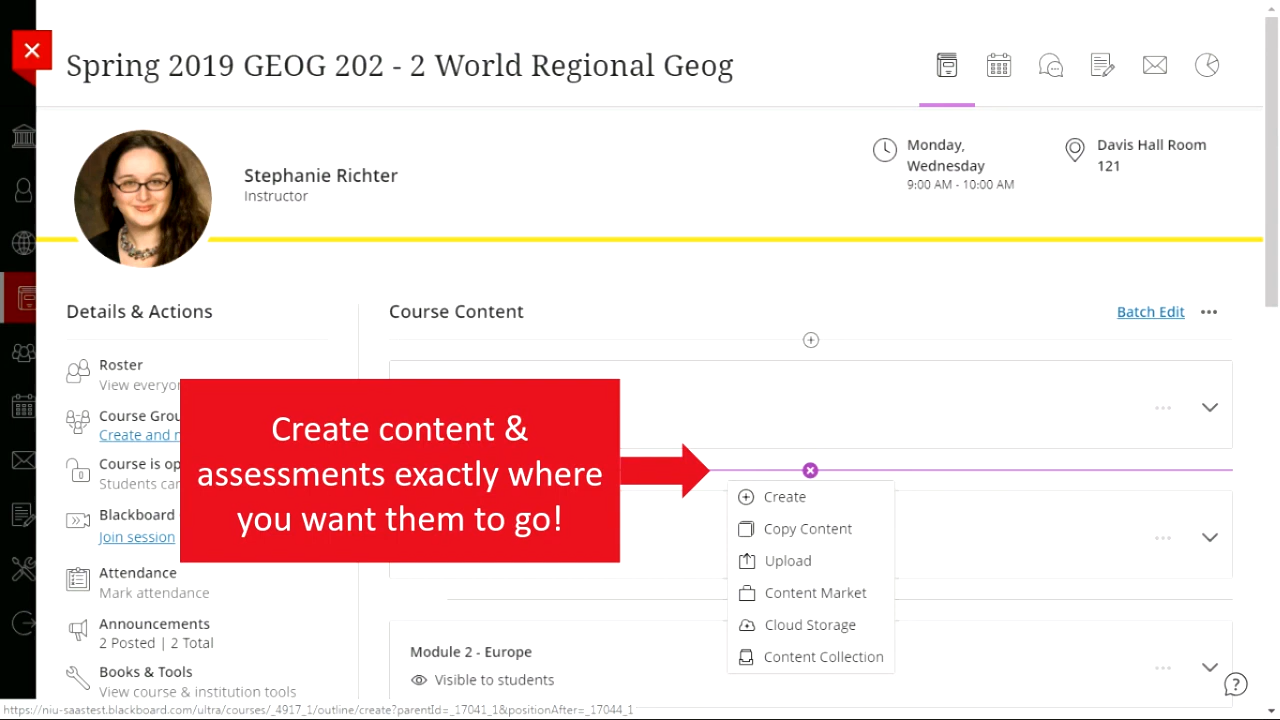 Spring 2019 GEOG 202 - 2 World Regional Geog
Stephanie Richter
Instructor
Monday,
Wednesday
9:00 AM - 10:00 AM
Davis Hall Room
121
Details & Actions
Roster
View everyo
Course Grou
Create and
Course is op
Students ca
Blackboard
Join session
Attendance
Mark attendance
Announcements
2 Posted | 2 Total
Books & Tools
View course & institution tools
Course Content
Batch Edit
Create content &
assessments exactly where
you want them to go!
Create
Copy Content
Upload
Content Market
Cloud Storage
Content Collection
Module 2 - Europe
Visible to students
?
https://niu-saastest.blackboard.com/ultra/courses/_4917_1/outline/create?parentId=_17041_1&positionAfter=_17044_1